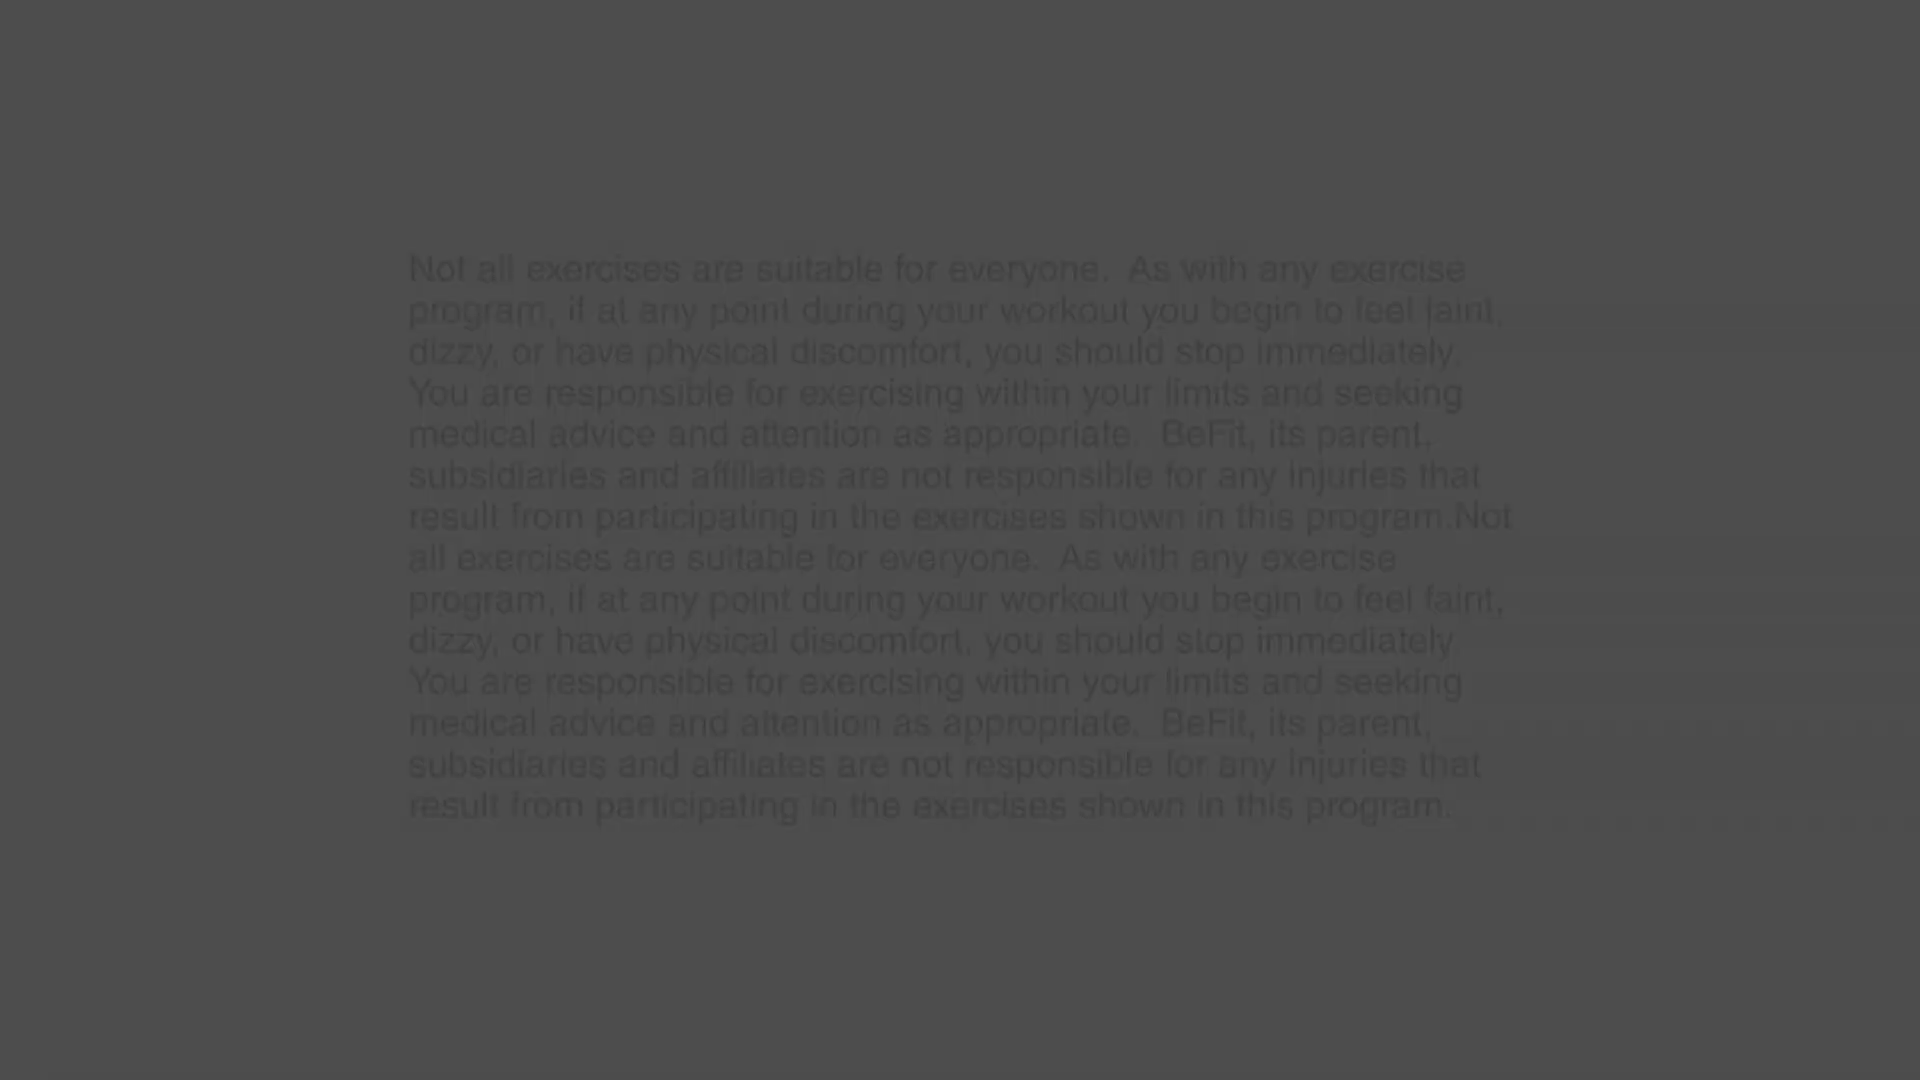 Not all exercises are suitable for everyone.  As with any exercise
program, if at any point during your workout you begin to feel faint,
dizzy, or have physical discomfort, you should stop immediately.
You are responsible for exercising within your limits and seeking
medical advice and attention as appropriate.  BeFit, its parent,
subsidiaries and affiliates are not responsible for any injuries that
result from participating in the exercises shown in this program.Not
all exercises are suitable for everyone.  As with any exercise
program, if at any point during your workout you begin to feel faint,
dizzy, or have physical discomfort, you should stop immediately.
You are responsible for exercising within your limits and seeking
medical advice and attention as appropriate.  BeFit, its parent,
subsidiaries and affiliates are not responsible for any injuries that
result from participating in the exercises shown in this program.